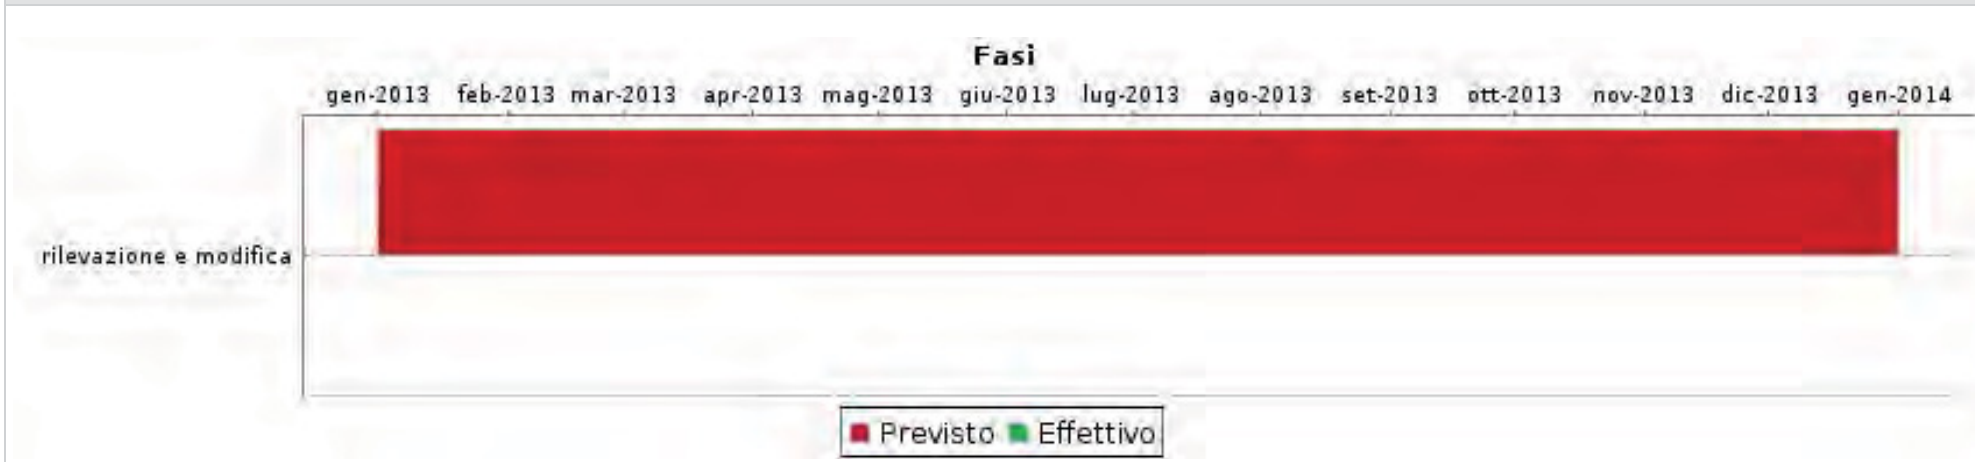 Fasi
gen-2013 feb-2013 mar-2013 apr-2013 mag-2013 giu-2013 lug-2013 ago-2013 set-2013 ott-2013 nov-2013 dic-2013 gen-2014
rilevazione e modifica
Previsto Effettivo